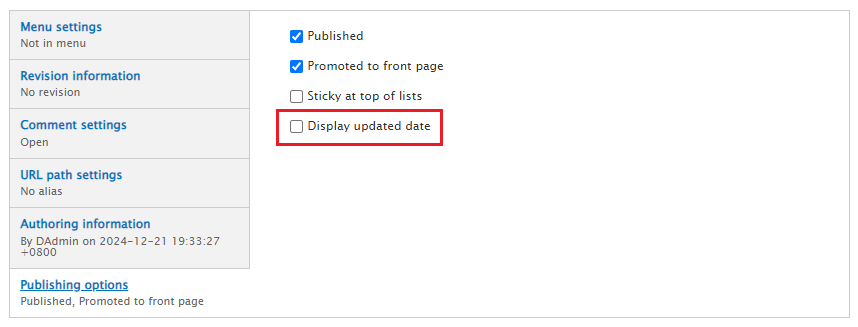 Menu settings
Not in menu
Revision information
No revision
Comment settings
Open
URL path settings
No alias
Authoring information
By DAdmin on 2024-12-21 19:33:27
+0800
Publishing options
Published, Promoted to front page
Published
Promoted to front page
Sticky at top of lists
Display updated date